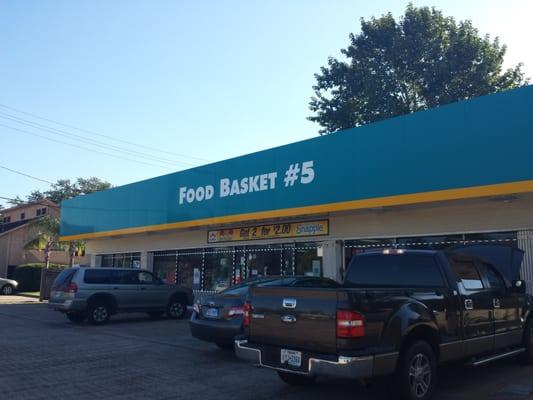 FOOD BASKET #5
Get 2 for $2.00 Snapple